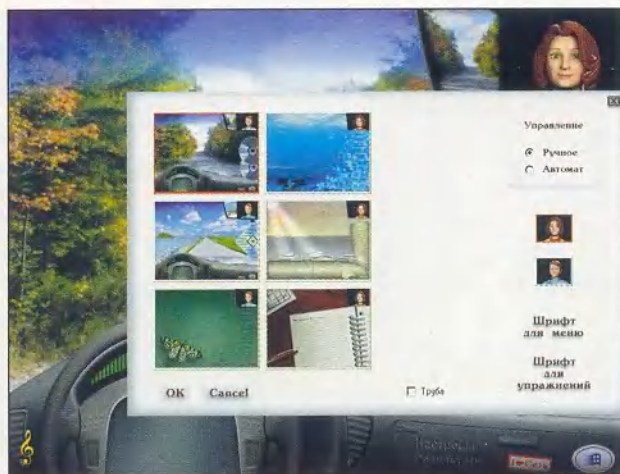 Управление
Ручное
Автомат
Шрифт
для меню
Шрифт
для
упражнений
OK Cancel
Труба